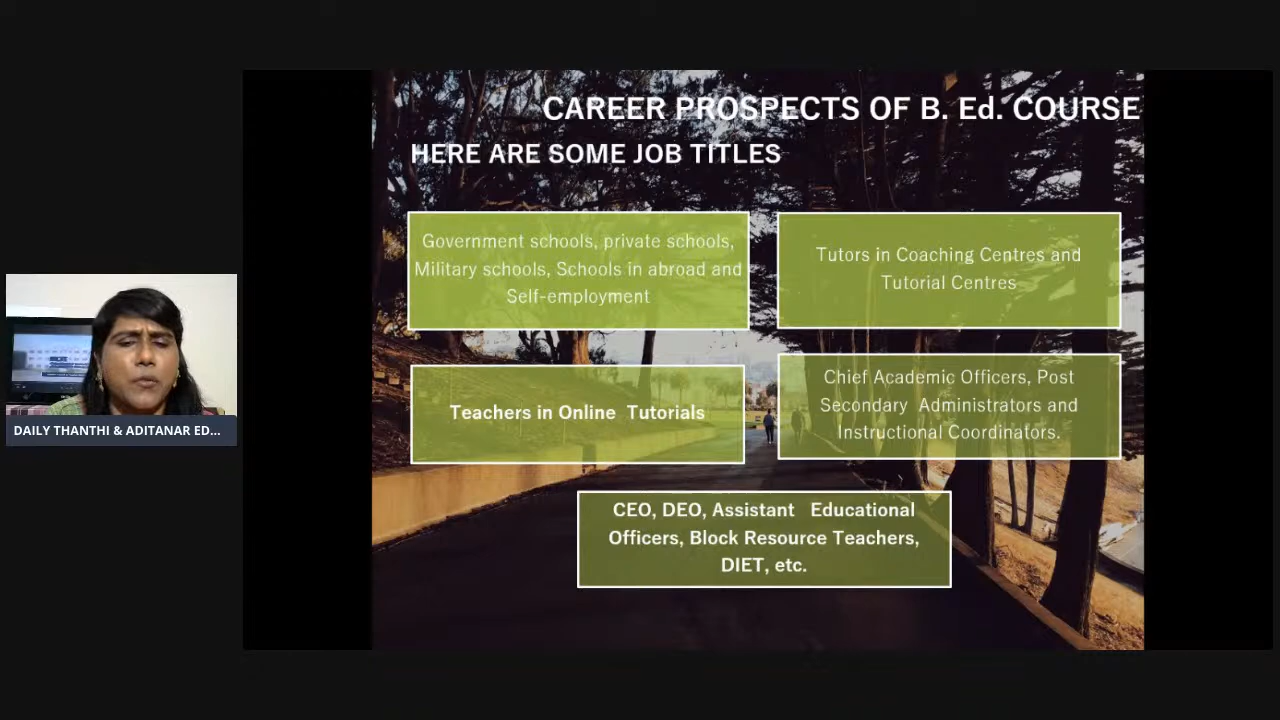 CAREER PROSPECTS OF B. Ed. COURSE
HERE ARE SOME JOB TITLES
Government schools, private schools,
Military schools, Schools in abroad and
Self-employment
Tutors in Coaching Centres and
Tutorial Centres
Teachers in Online Tutorials
Chief Academic Officers, Post
Secondary Administrators and
Instructional Coordinators.
CEO, DEO, Assistant Educational
Officers, Block Resource Teachers,
DIET, etc.
DAILY THANTHI & ADITANAR ED...